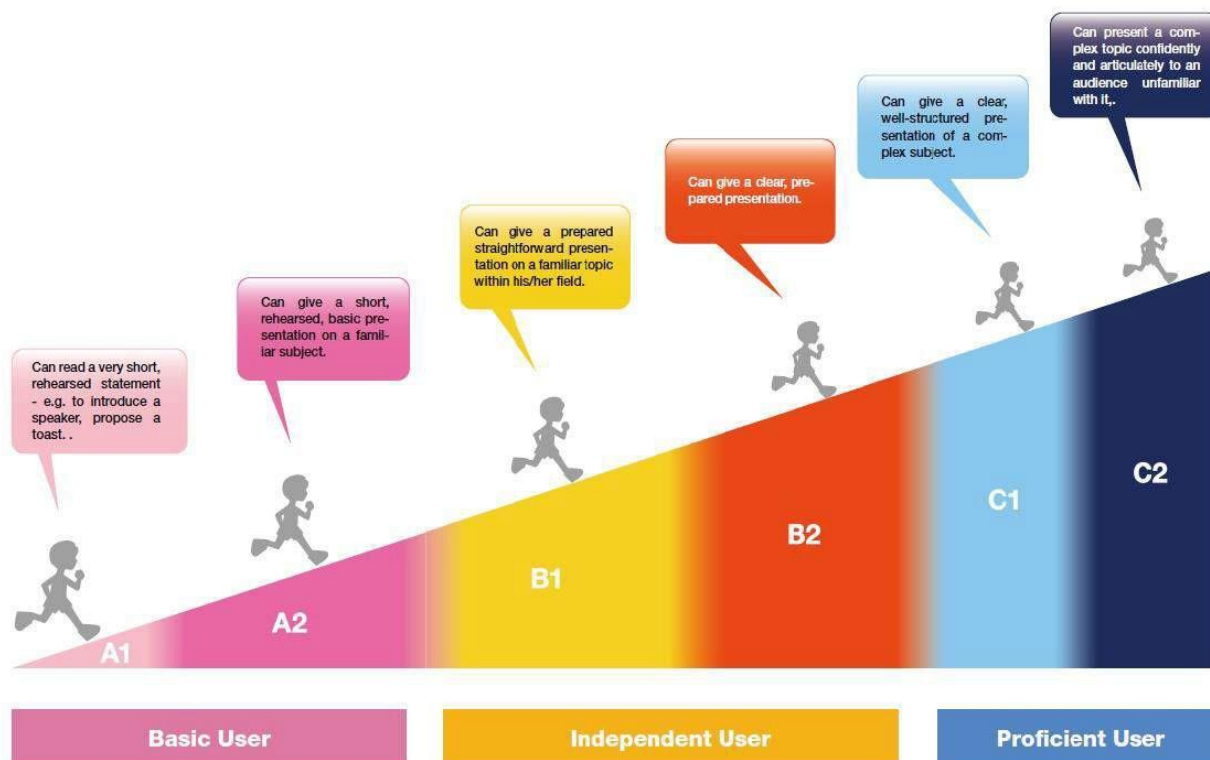 Can read a very short,
rehearsed statement
- e.g. to introduce a
speaker, propose a
toast. .
Can give a short,
rehearsed, basic pre-
sentation on a famil-
iar subject.
Can give a prepared
straightforward presen-
tation on a familiar topic
within his/her field.
Can give a clear, pre-
pared presentation.
Can give a clear,
well-structured pre-
sentation of a com-
plex subject.
Can present a com-
plex topic confidently
and articulately to an
audience unfamiliar
with it,.
A1
A2
B1
B2
C1
C2
Basic User
Independent User
Proficient User